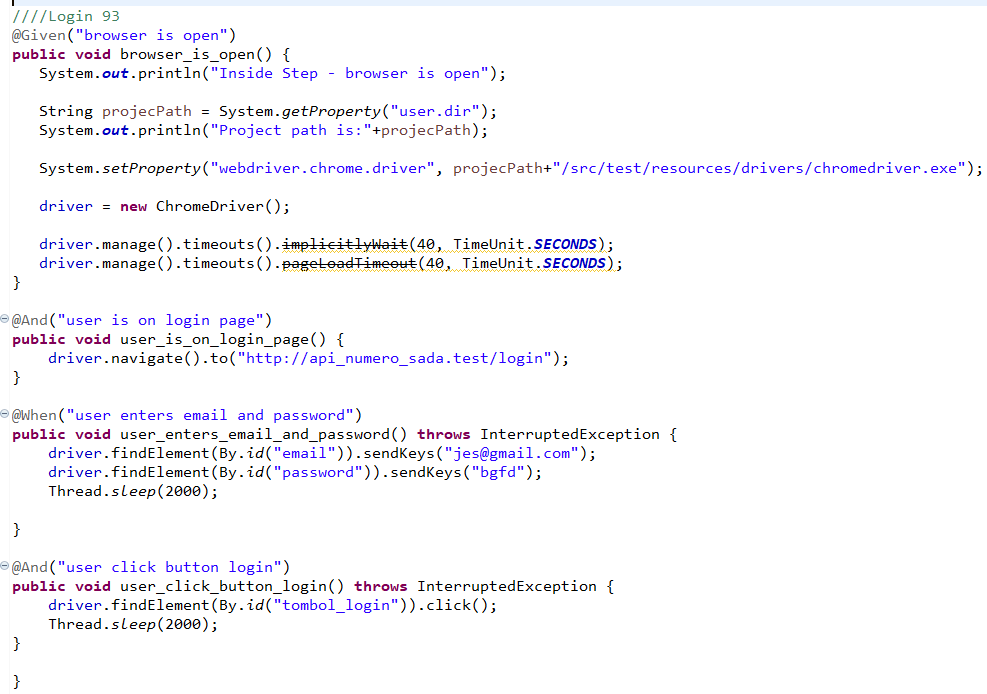 ////Login 93
@Given("browser is open")
public void browser_is_open() {
System.out.println("Inside Step - browser is open");
String projecPath = System.getProperty("user.dir");
System.out.println("Project path is:"+projecPath);
System.setProperty("webdriver.chrome.driver", projecPath+"/src/test/resources/drivers/chromedriver.exe");
driver = new ChromeDriver();
driver.manage().timeouts().implicitlyWait(40, TimeUnit.SECONDS);
driver.manage().timeouts().pageLoadTimeout(40, TimeUnit.SECONDS);
}
@And("user is on login page")
public void user_is_on_login_page() {
driver.navigate().to("http://api_numero_sada.test/login");
}
@When("user enters email and password")
public void user_enters_email_and_password() throws InterruptedException {
driver.findElement(By.id("email")).sendKeys("jes@gmail.com");
driver.findElement(By.id("password")).sendKeys("bgfd");
Thread.sleep(2000);
}
@And("user click button login")
public void user_click_button_login() throws InterruptedException {
driver.findElement(By.id("tombol_login")).click();
Thread.sleep(2000);
}
}